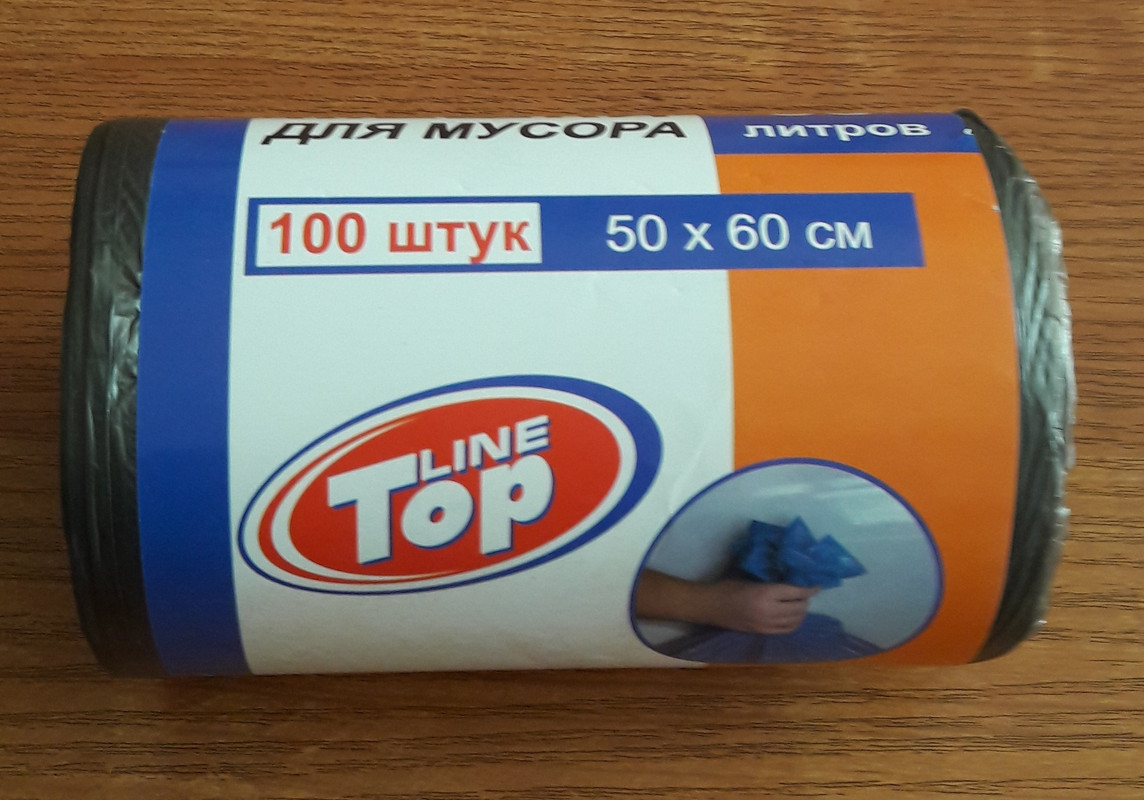 ДЛЯ МУСОРА литров
100 штук 50 x 60 см
LINE
Top